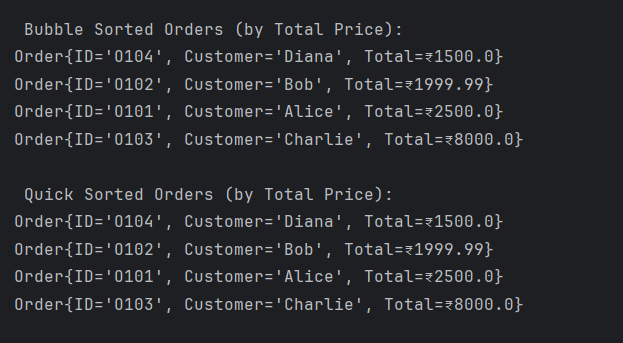 Bubble Sorted Orders (by Total Price):
Order{ID='O104', Customer='Diana', Total=₹1500.0}
Order{ID='O102', Customer='Bob', Total=₹1999.99}
Order{ID='O101', Customer='Alice', Total=₹2500.0}
Order{ID='O103', Customer='Charlie', Total=₹8000.0}
Quick Sorted Orders (by Total Price):
Order{ID='O104', Customer='Diana', Total=₹1500.0}
Order{ID='O102', Customer='Bob', Total=₹1999.99}
Order{ID='O101', Customer='Alice', Total=₹2500.0}
Order{ID='O103', Customer='Charlie', Total=₹8000.0}